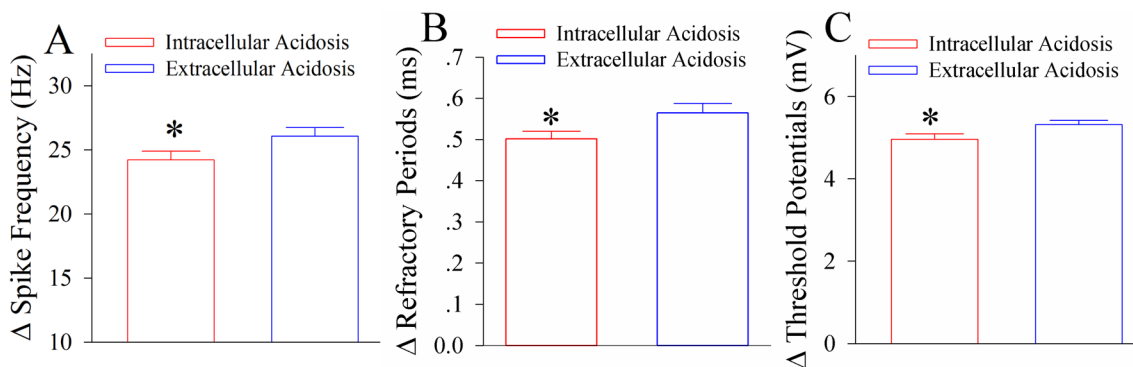 A
Intracellular Acidosis
Extracellular Acidosis
Δ Spike Frequency (Hz)
30
25
20
15
10
*
B
Intracellular Acidosis
Extracellular Acidosis
Δ Refractory Periods (ms)
.7
.6
.5
.4
.3
.2
.1
0.0
*
C
Intracellular Acidosis
Extracellular Acidosis
Δ Threshold Potentials (mV)
6
4
2
0
*